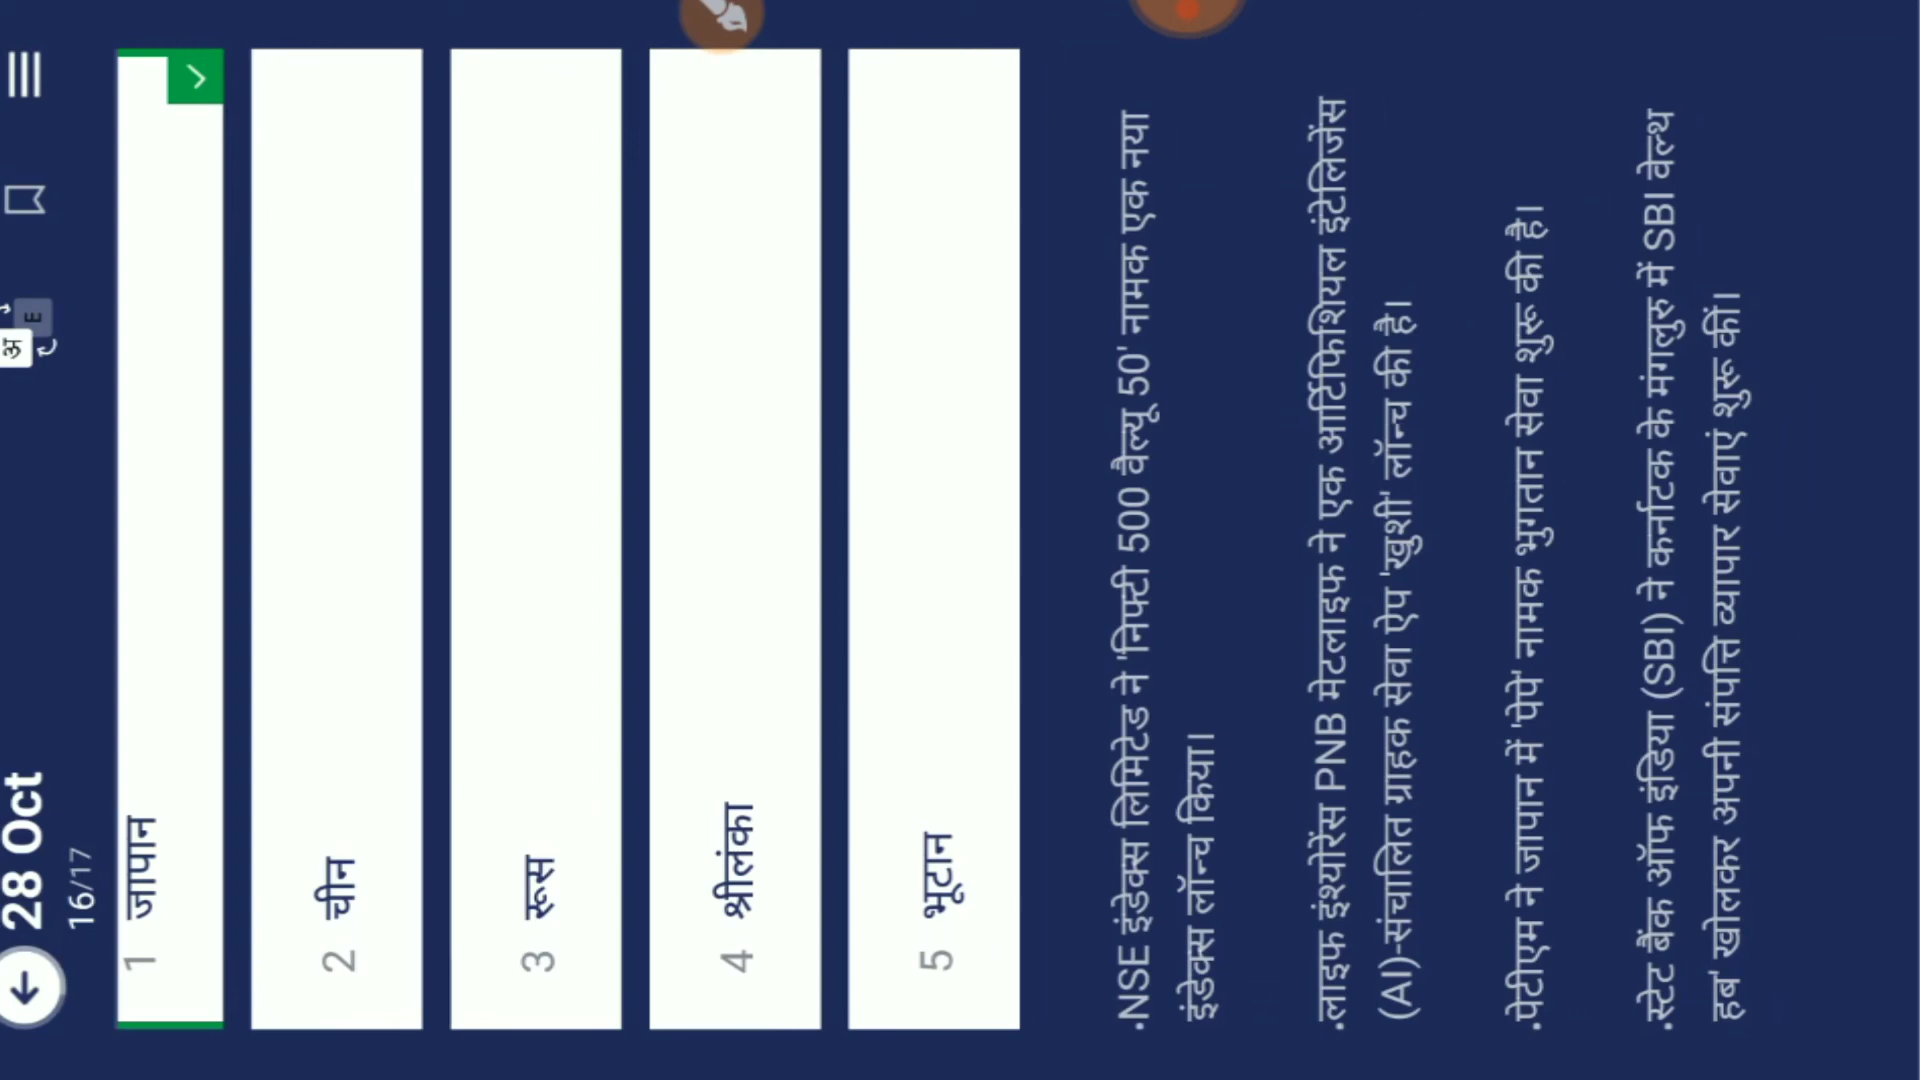 28 Oct
16/17
अ E
1 जापान
2 चीन
3 रूस
4 श्रीलंका
5 भूटान
•NSE इंडेक्स लिमिटेड ने 'निफ्टी 500 वैल्यू 50' नामक एक नया
इंडेक्स लॉन्च किया।
•लाइफ इंश्योरेंस PNB मेटलाइफ ने एक आर्टिफिशियल इंटेलिजेंस
(AI)-संचालित ग्राहक सेवा ऐप 'खुशी' लॉन्च की है।
•पेटीएम ने जापान में 'पेपे' नामक भुगतान सेवा शुरू की है।
•स्टेट बैंक ऑफ इंडिया (SBI) ने कर्नाटक के मंगलुरु में SBI वेल्थ
हब' खोलकर अपनी संपत्ति व्यापार सेवाएं शुरू कीं।